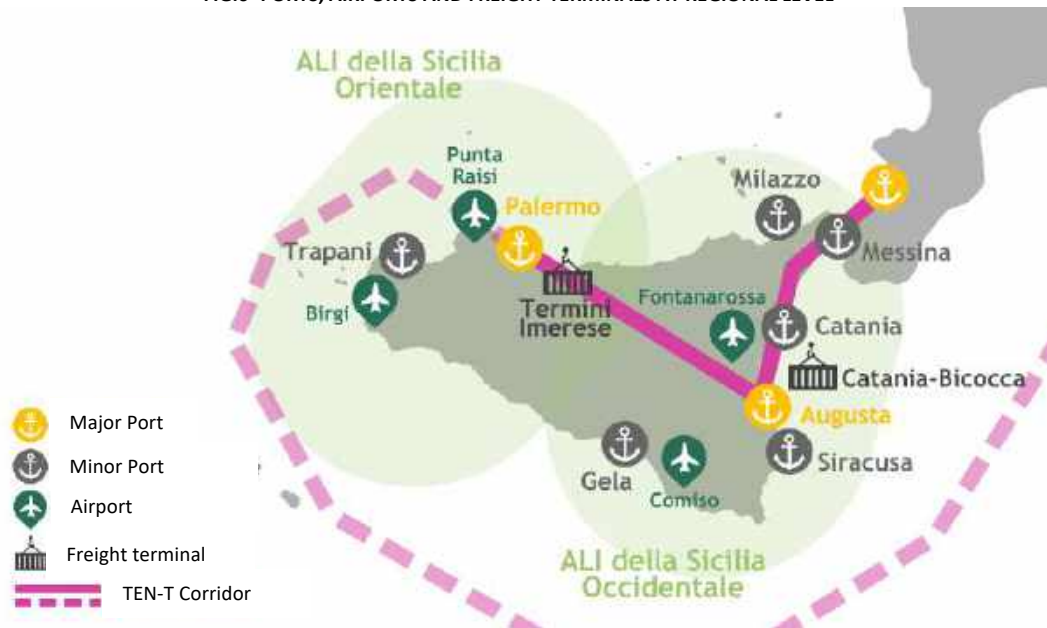 ALI della Sicilia
Orientale
Punta
Raisi
Palermo
Milazzo
Trapani
Messina
Birgi
Termini
Imerese
Fontanarossa
Catania
Catania-Bicocca
Augusta
Siracusa
Gela
Comiso
ALI della Sicilia
Occidentale
Major Port
Minor Port
Airport
Freight terminal
TEN-T Corridor